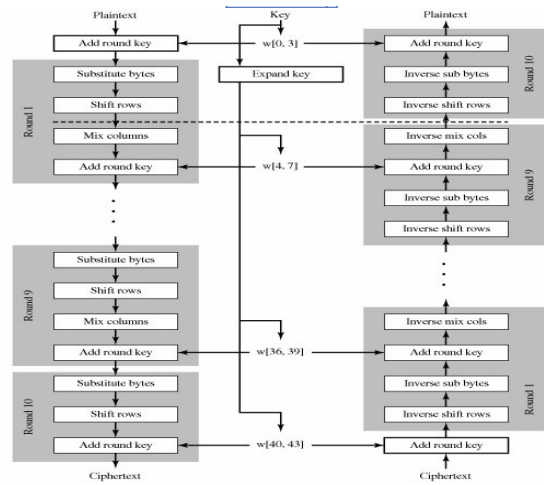 Plaintext
Add round key
Substitute bytes
Shift rows
Mix columns
Add round key
Round 1
Substitute bytes
Shift rows
Mix columns
Add round key
Round 9
Substitute bytes
Shift rows
Add round key
Round 10
Ciphertext
Key
w[0, 3]
Expand key
w[4, 7]
w[36, 39]
w[40, 43]
Plaintext
Add round key
Inverse sub bytes
Inverse shift rows
Round 10
Inverse mix cols
Add round key
Inverse sub bytes
Inverse shift rows
Round 9
Inverse mix cols
Add round key
Inverse sub bytes
Inverse shift rows
Round 1
Add round key
Ciphertext